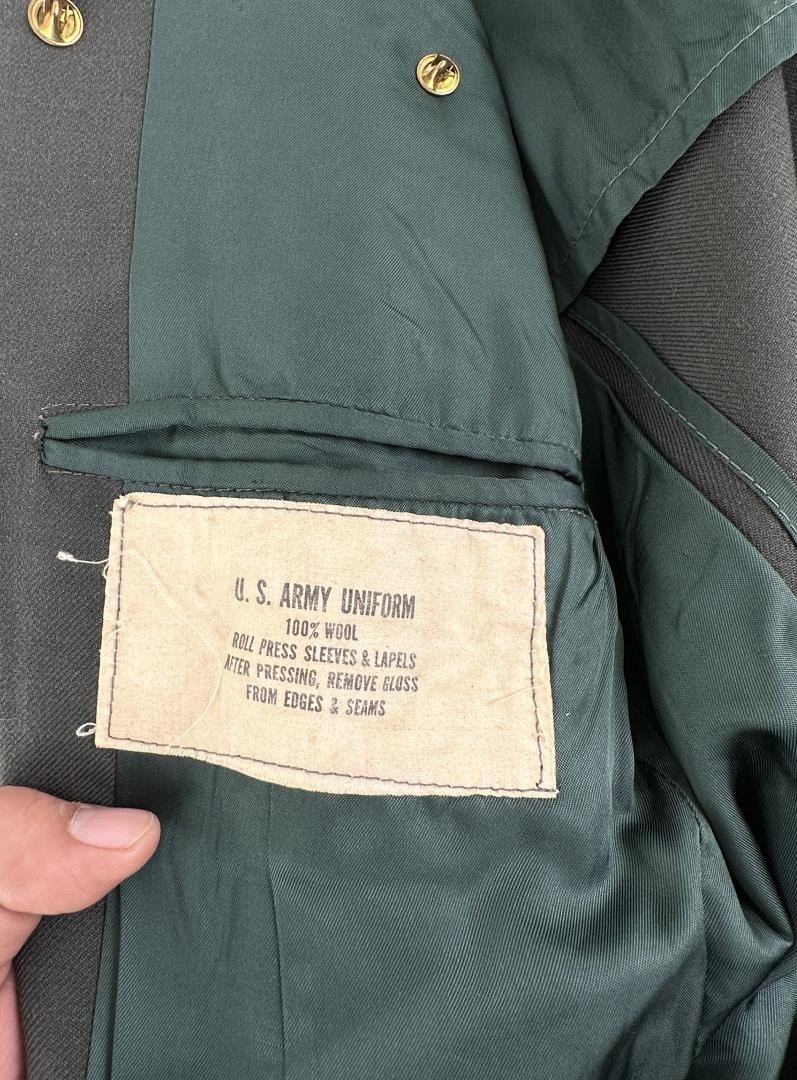 U. S. ARMY UNIFORM
100% WOOL
ROLL PRESS SLEEVES & LAPELS
AFTER PRESSING, REMOVE GLOSS
FROM EDGES & SEAMS